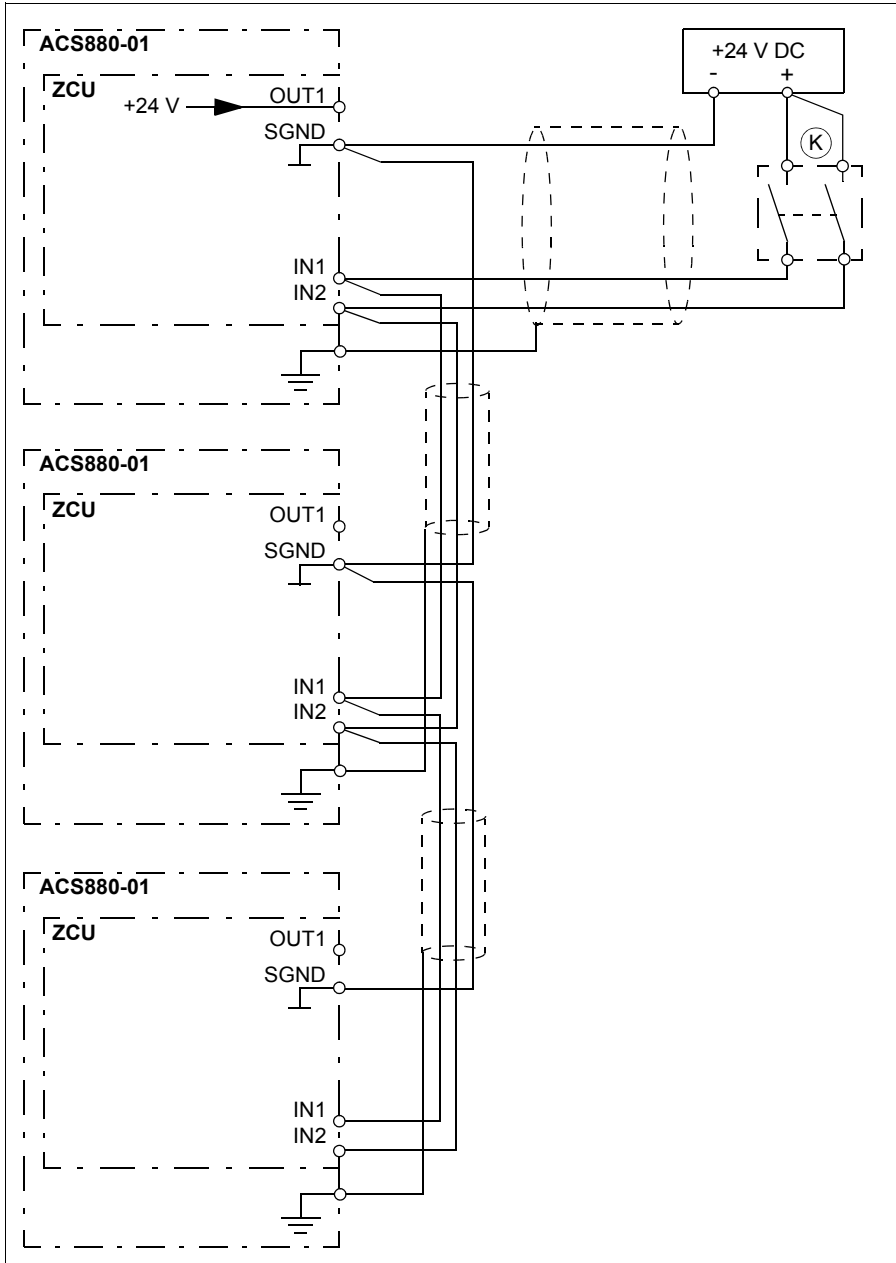 ACS880-01
ZCU
+24 V
OUT1
SGND
IN1
IN2
+24 V DC
- +
K
ACS880-01
ZCU
OUT1
SGND
IN1
IN2
ACS880-01
ZCU
OUT1
SGND
IN1
IN2